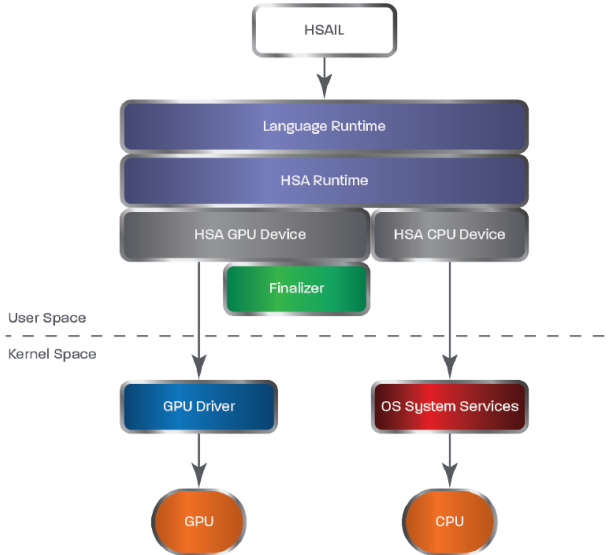 HSAIL
Language Runtime
HSA Runtime
HSA GPU Device
HSA CPU Device
Finalizer
User Space
Kernel Space
GPU Driver
OS System Services
GPU
CPU